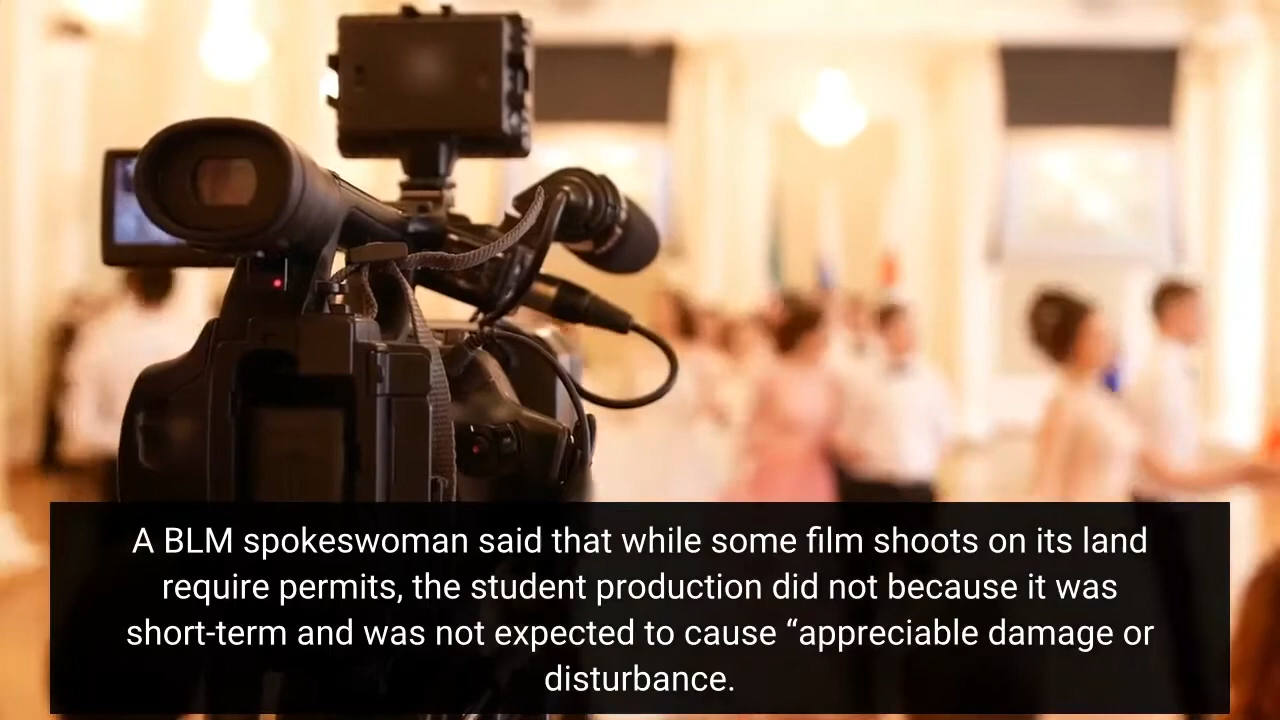 A BLM spokeswoman said that while some film shoots on its land
require permits, the student production did not because it was
short-term and was not expected to cause “appreciable damage or
disturbance.